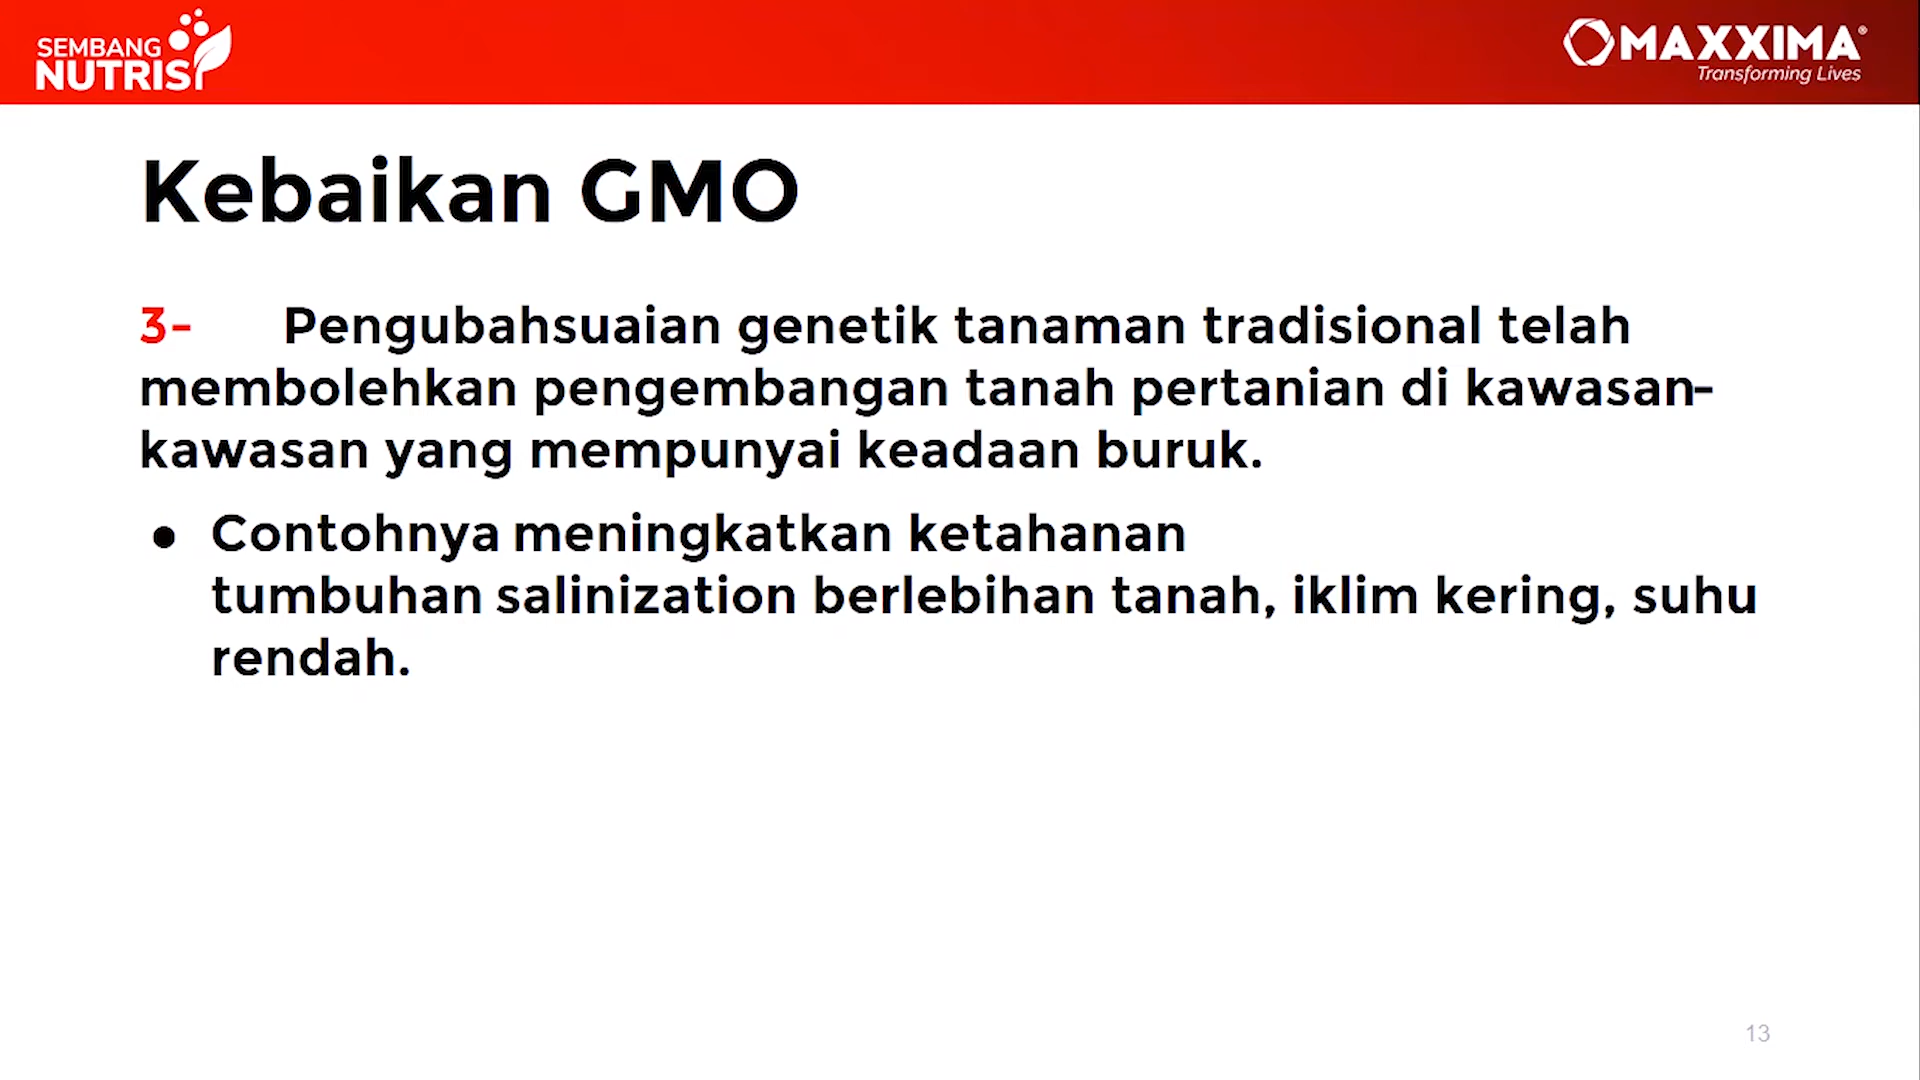 SEMBANG
NUTRISI
MAXXIMA®
Transforming Lives
Kebaikan GMO
3- Pengubahsuaian genetik tanaman tradisional telah
membolehkan pengembangan tanah pertanian di kawasan-
kawasan yang mempunyai keadaan buruk.
● Contohnya meningkatkan ketahanan
tumbuhan salinization berlebihan tanah, iklim kering, suhu
rendah.
13